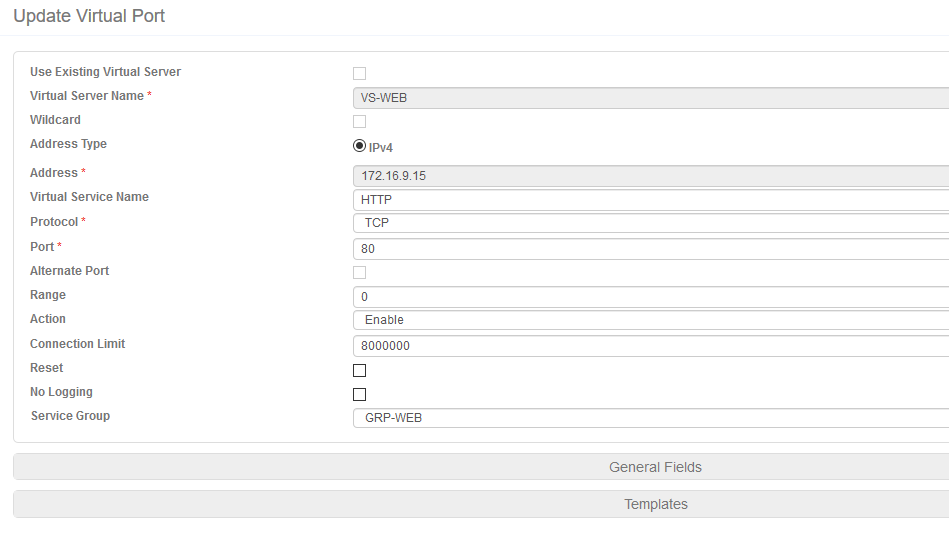 Update Virtual Port
Use Existing Virtual Server
Virtual Server Name * VS-WEB
Wildcard
Address Type IPv4
Address * 172.16.9.15
Virtual Service Name HTTP
Protocol * TCP
Port * 80
Alternate Port
Range 0
Action Enable
Connection Limit 8000000
Reset
No Logging
Service Group GRP-WEB
General Fields
Templates